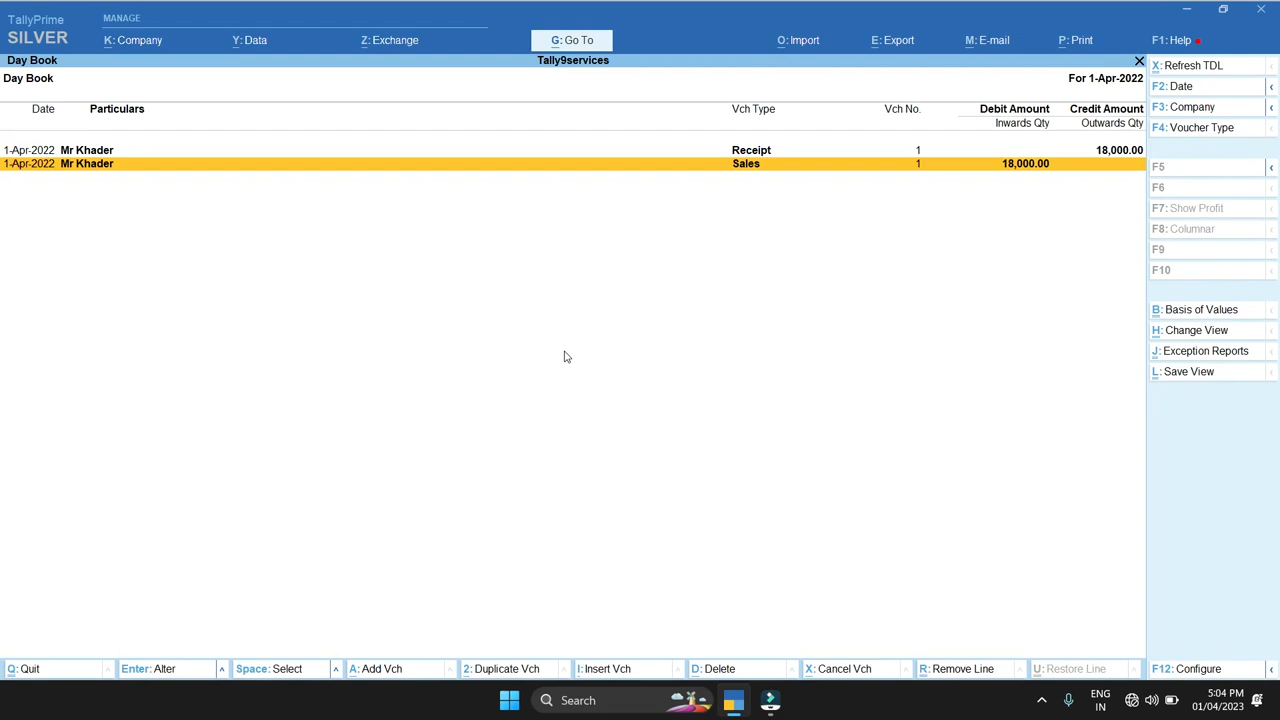 TallyPrime
SILVER
MANAGE
K: Company
Y: Data
Z: Exchange
G: Go To
O: Import
E: Export
M: E-mail
P: Print
F1: Help
Day Book
Tally9services
Day Book
For 1-Apr-2022
Date
Particulars
Vch Type
Vch No.
Debit Amount
Credit Amount
Inwards Qty
Outwards Qty
1-Apr-2022 Mr Khader Receipt 1 18,000.00
1-Apr-2022 Mr Khader Sales 1 18,000.00
X: Refresh TDL
F2: Date
F3: Company
F4: Voucher Type
F5
F6
F7: Show Profit
F8: Columnar
F9
F10
B: Basis of Values
H: Change View
J: Exception Reports
L: Save View
Q: Quit
Enter: Alter
Space: Select
A: Add Vch
2: Duplicate Vch
I: Insert Vch
D: Delete
X: Cancel Vch
R: Remove Line
U: Restore Line
F12: Configure
Search
ENG
IN
5:04 PM
01/04/2023